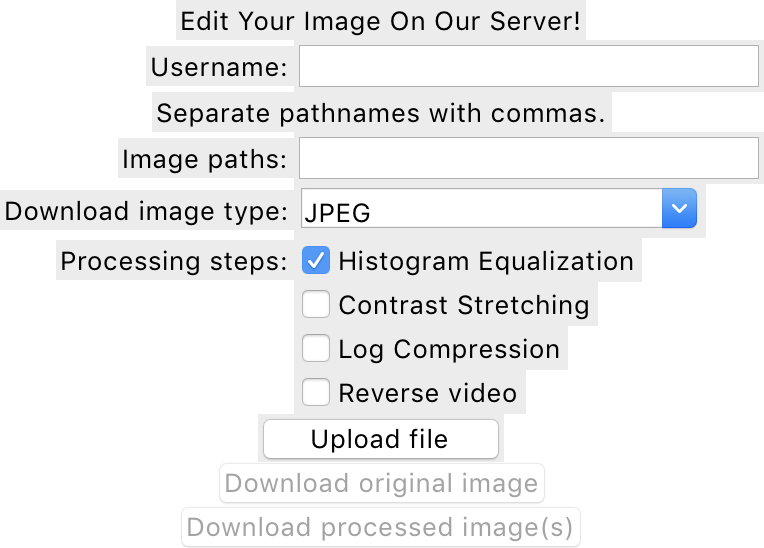 Edit Your Image On Our Server!
Username:
Separate pathnames with commas.
Image paths:
Download image type: JPEG
Processing steps: Histogram Equalization
Contrast Stretching
Log Compression
Reverse video
Upload file
Download original image
Download processed image(s)